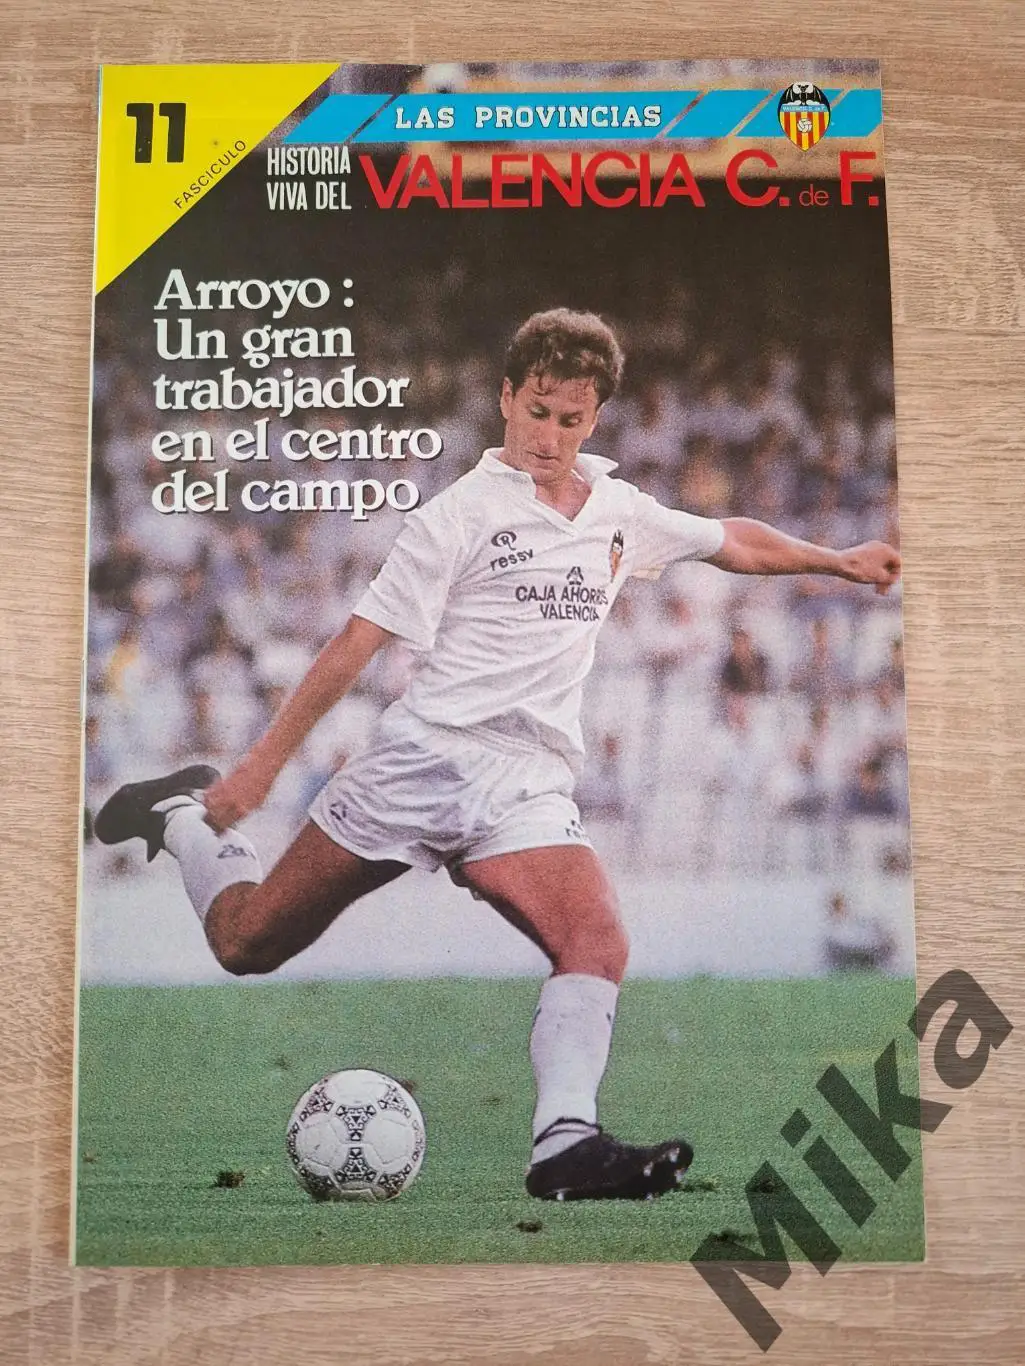 11
FASCICULO
LAS PROVINCIAS
HISTORIA
VIVA DEL
VALENCIA C. de F.
Arroyo :
Un gran
trabajador
en el centro
del campo
ressy
CAJA AHORROS
VALENCIA
Mika